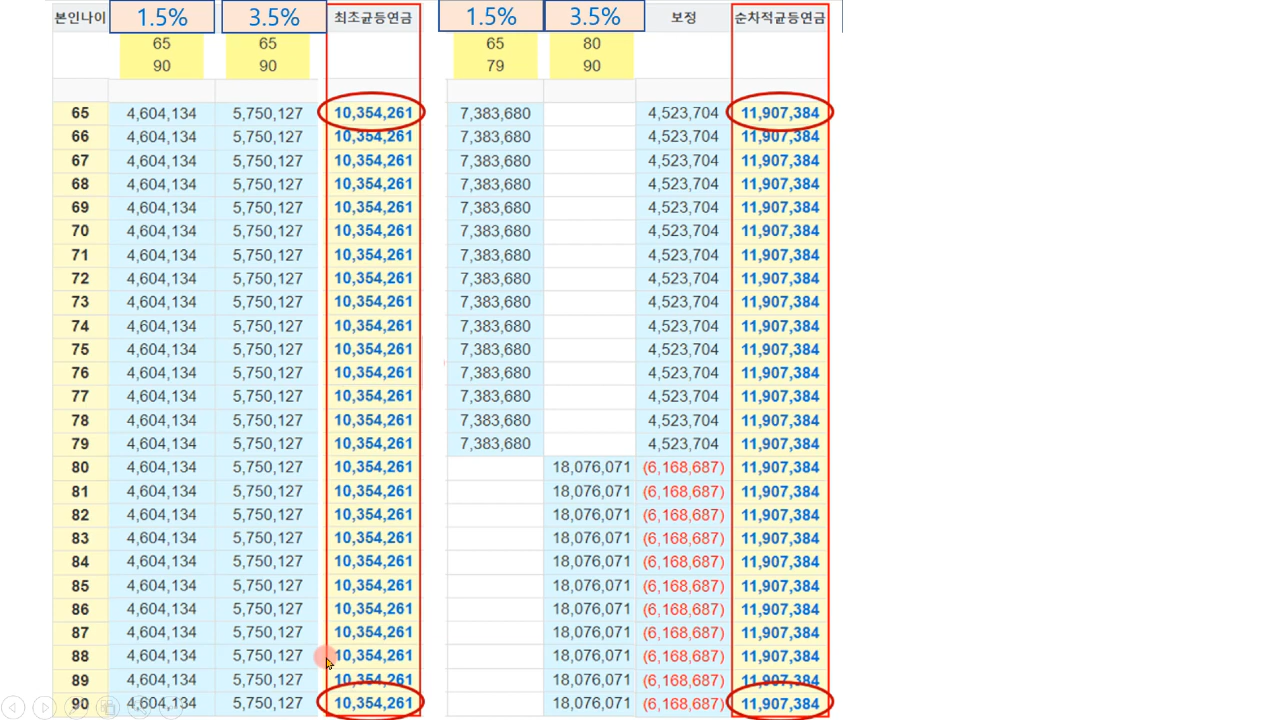 본인나이 1.5% 3.5% 최초균등연금 1.5% 3.5% 보정 순차적균등연금
65 65 65 80
90 90 79 90
65 4,604,134 5,750,127 10,354,261 7,383,680 4,523,704 11,907,384
66 4,604,134 5,750,127 10,354,261 7,383,680 4,523,704 11,907,384
67 4,604,134 5,750,127 10,354,261 7,383,680 4,523,704 11,907,384
68 4,604,134 5,750,127 10,354,261 7,383,680 4,523,704 11,907,384
69 4,604,134 5,750,127 10,354,261 7,383,680 4,523,704 11,907,384
70 4,604,134 5,750,127 10,354,261 7,383,680 4,523,704 11,907,384
71 4,604,134 5,750,127 10,354,261 7,383,680 4,523,704 11,907,384
72 4,604,134 5,750,127 10,354,261 7,383,680 4,523,704 11,907,384
73 4,604,134 5,750,127 10,354,261 7,383,680 4,523,704 11,907,384
74 4,604,134 5,750,127 10,354,261 7,383,680 4,523,704 11,907,384
75 4,604,134 5,750,127 10,354,261 7,383,680 4,523,704 11,907,384
76 4,604,134 5,750,127 10,354,261 7,383,680 4,523,704 11,907,384
77 4,604,134 5,750,127 10,354,261 7,383,680 4,523,704 11,907,384
78 4,604,134 5,750,127 10,354,261 7,383,680 4,523,704 11,907,384
79 4,604,134 5,750,127 10,354,261 7,383,680 4,523,704 11,907,384
80 4,604,134 5,750,127 10,354,261 18,076,071 (6,168,687) 11,907,384
81 4,604,134 5,750,127 10,354,261 18,076,071 (6,168,687) 11,907,384
82 4,604,134 5,750,127 10,354,261 18,076,071 (6,168,687) 11,907,384
83 4,604,134 5,750,127 10,354,261 18,076,071 (6,168,687) 11,907,384
84 4,604,134 5,750,127 10,354,261 18,076,071 (6,168,687) 11,907,384
85 4,604,134 5,750,127 10,354,261 18,076,071 (6,168,687) 11,907,384
86 4,604,134 5,750,127 10,354,261 18,076,071 (6,168,687) 11,907,384
87 4,604,134 5,750,127 10,354,261 18,076,071 (6,168,687) 11,907,384
88 4,604,134 5,750,127 10,354,261 18,076,071 (6,168,687) 11,907,384
89 4,604,134 5,750,127 10,354,261 18,076,071 (6,168,687) 11,907,384
90 4,604,134 5,750,127 10,354,261 18,076,071 (6,168,687) 11,907,384